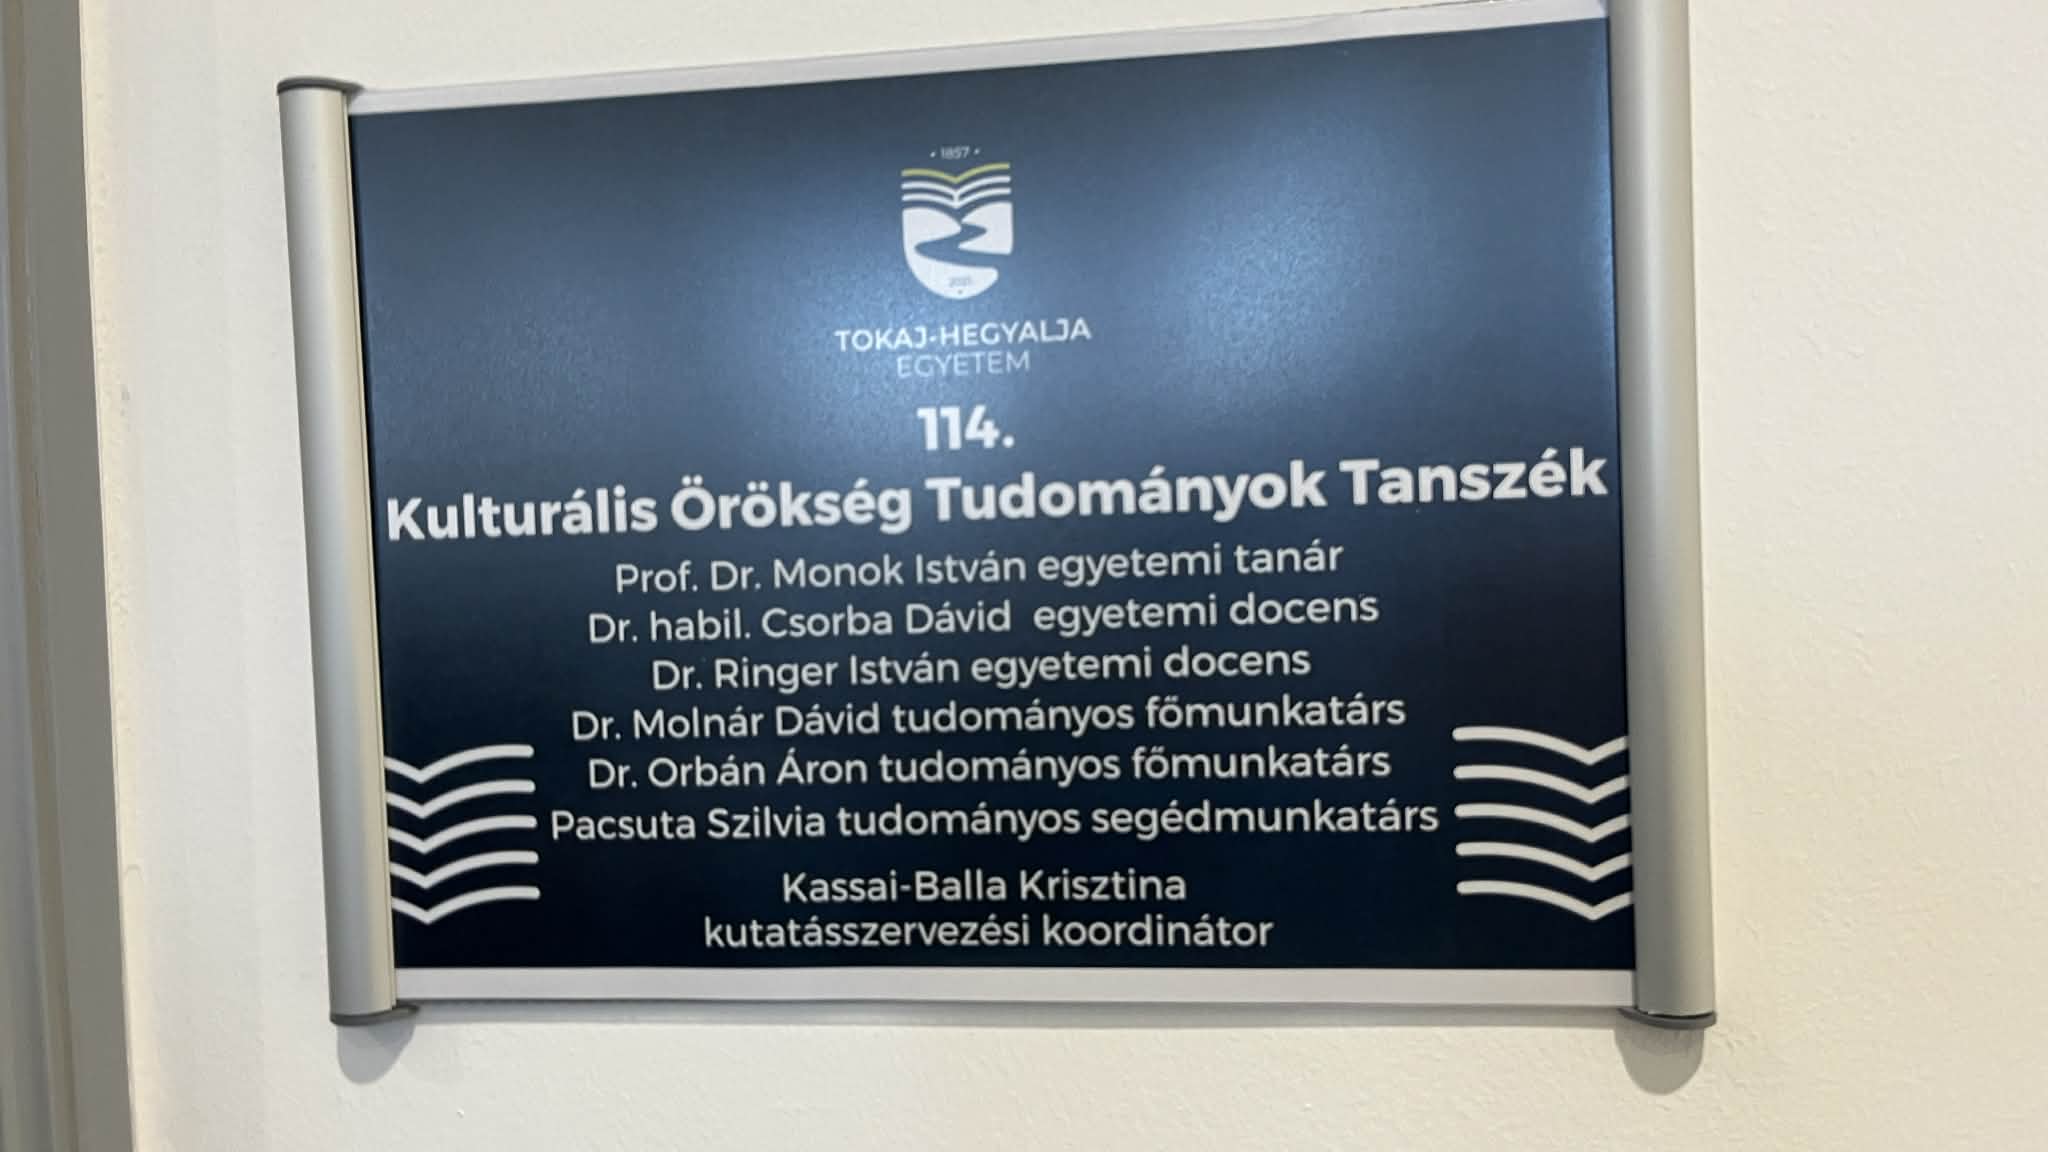 • 1857 •
2021
TOKAJ-HEGYALJA
EGYETEM
114.
Kulturális Örökség Tudományok Tanszék
Prof. Dr. Monok István egyetemi tanár
Dr. habil. Csorba Dávid egyetemi docens
Dr. Ringer István egyetemi docens
Dr. Molnár Dávid tudományos főmunkatárs
Dr. Orbán Áron tudományos főmunkatárs
Pacsuta Szilvia tudományos segédmunkatárs
Kassai-Balla Krisztina
kutatásszervezési koordinátor